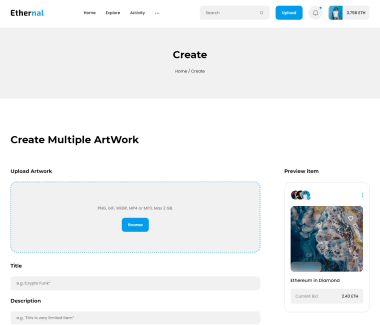 Ethernal
Home Explore Activity ... Search Upload 3,758 ETH
Create
Home / Create
Create Multiple ArtWork
Upload Artwork
Preview Item
PNG, GIF, WEBP, MP4 or MP3. Max 2 GB.
Browse
Title
e.g."Crypto Funk"
Description
e.g. "This is very limited item"
Ethereum in Diamond
Current Bid 2.43 ETH